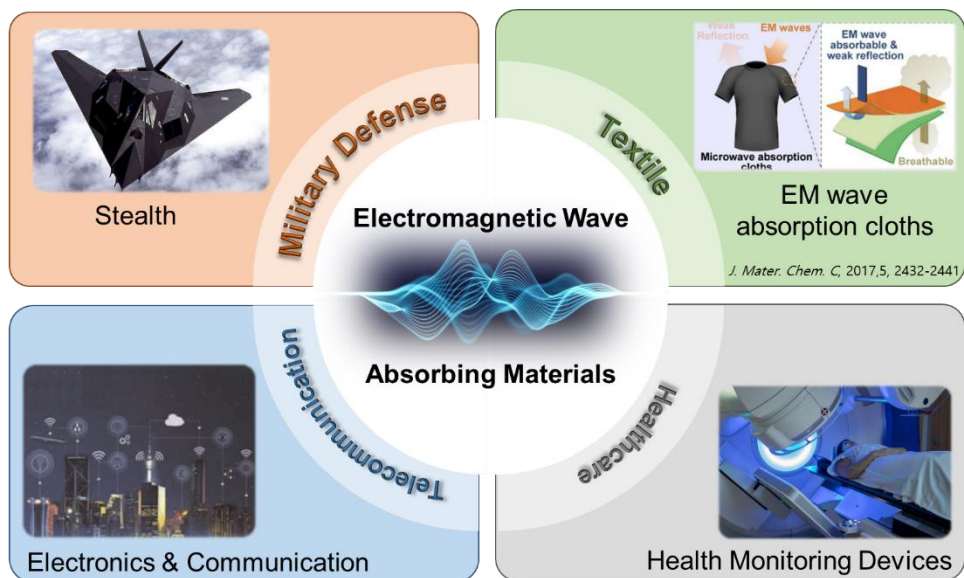 Stealth
Military Defense
Textile
Weak
Reflection
EM waves
Microwave absorption
cloths
EM wave
absorbable &
weak reflection
Breathable
EM wave
absorption cloths
J. Mater. Chem. C, 2017,5, 2432-2441
Electromagnetic Wave
Absorbing Materials
Telecommunication
Healthcare
Electronics & Communication
Health Monitoring Devices